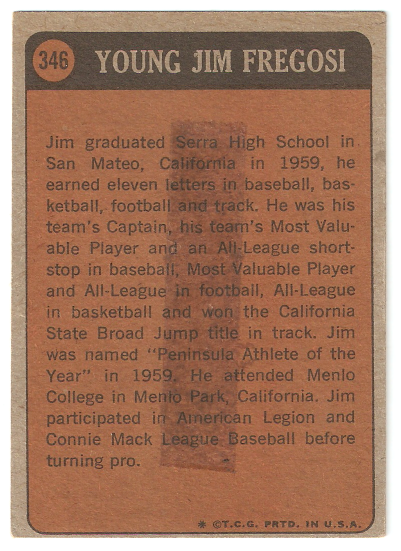 346
YOUNG JIM FREGOSI
Jim graduated Serra High School in
San Mateo, California in 1959, he
earned eleven letters in baseball, bas-
ketball, football and track. He was his
team's Captain, his team's Most Valu-
able Player and an All-League short-
stop in baseball, Most Valuable Player
and All-League in football, All-League
in basketball and won the California
State Broad Jump title in track. Jim
was named "Peninsula Athlete of the
Year" in 1959. He attended Menlo
College in Menlo Park, California. Jim
participated in American Legion and
Connie Mack League Baseball before
turning pro.
* ©T.C.G. PRTD. IN U.S.A.